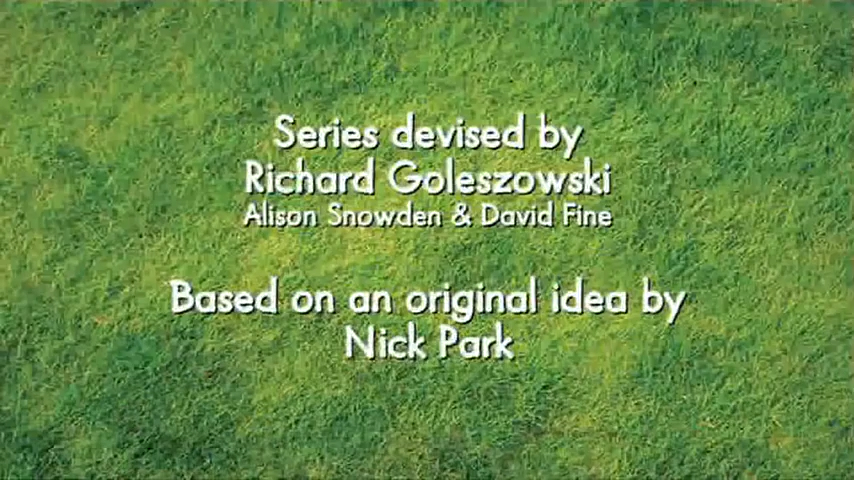 Series devised by
Richard Goleszowski
Alison Snowden & David Fine
Based on an original idea by
Nick Park